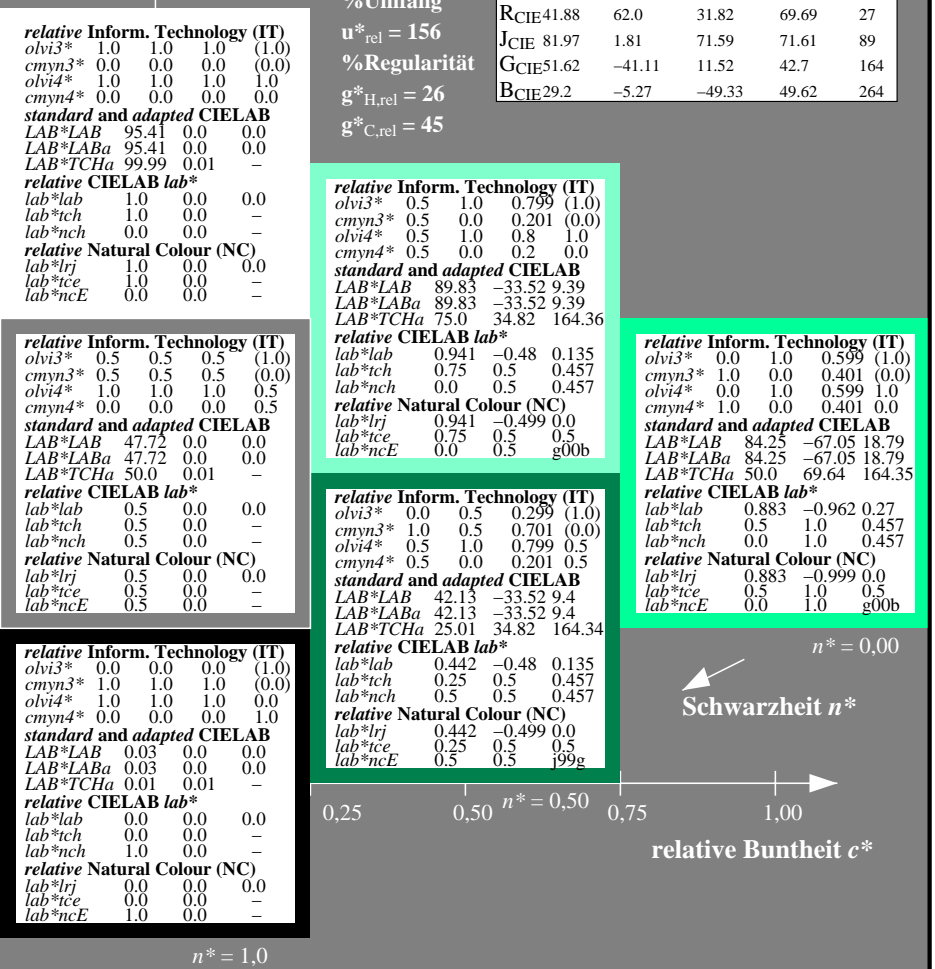 %Umfang
u*rel = 156
%Regularität
g*H,rel = 26
g*C,rel = 45
RCIE 41.88 62.0 31.82 69.69 27
JCIE 81.97 1.81 71.59 71.61 89
GCIE 51.62 −41.11 11.52 42.7 164
BCIE 29.2 −5.27 −49.33 49.62 264
relative Inform. Technology (IT)
olvi3* 1.0 1.0 1.0 (1.0)
cmyn3* 0.0 0.0 0.0 (0.0)
olvi4* 1.0 1.0 1.0 1.0
cmyn4* 0.0 0.0 0.0 0.0
standard and adapted CIELAB
LAB*LAB 95.41 0.0 0.0
LAB*LABa 95.41 0.0 0.0
LAB*TCHa 99.99 0.01 –
relative CIELAB lab*
lab*lab 1.0 0.0 0.0
lab*tch 1.0 0.0 –
lab*nch 0.0 0.0 –
relative Natural Colour (NC)
lab*lrj 1.0 0.0 0.0
lab*tce 1.0 0.0 –
lab*ncE 0.0 0.0 –
relative Inform. Technology (IT)
olvi3* 0.5 1.0 0.799 (1.0)
cmyn3* 0.5 0.0 0.201 (0.0)
olvi4* 0.5 1.0 0.8 1.0
cmyn4* 0.5 0.0 0.2 0.0
standard and adapted CIELAB
LAB*LAB 89.83 −33.52 9.39
LAB*LABa 89.83 −33.52 9.39
LAB*TCHa 75.0 34.82 164.36
relative CIELAB lab*
lab*lab 0.941 −0.48 0.135
lab*tch 0.75 0.5 0.457
lab*nch 0.0 0.5 0.457
relative Natural Colour (NC)
lab*lrj 0.941 −0.499 0.0
lab*tce 0.75 0.5 0.5
lab*ncE 0.0 0.5 g00b
relative Inform. Technology (IT)
olvi3* 0.5 0.5 0.5 (1.0)
cmyn3* 0.5 0.5 0.5 (0.0)
olvi4* 1.0 1.0 1.0 0.5
cmyn4* 0.0 0.0 0.0 0.5
standard and adapted CIELAB
LAB*LAB 47.72 0.0 0.0
LAB*LABa 47.72 0.0 0.0
LAB*TCHa 50.0 0.01 –
relative CIELAB lab*
lab*lab 0.5 0.0 0.0
lab*tch 0.5 0.0 –
lab*nch 0.5 0.0 –
relative Natural Colour (NC)
lab*lrj 0.5 0.0 0.0
lab*tce 0.5 0.0 –
lab*ncE 0.5 0.0 –
relative Inform. Technology (IT)
olvi3* 0.0 1.0 0.599 (1.0)
cmyn3* 1.0 0.0 0.401 (0.0)
olvi4* 0.0 1.0 0.599 1.0
cmyn4* 1.0 0.0 0.401 0.0
standard and adapted CIELAB
LAB*LAB 84.25 −67.05 18.79
LAB*LABa 84.25 −67.05 18.79
LAB*TCHa 50.0 69.64 164.35
relative CIELAB lab*
lab*lab 0.883 −0.962 0.27
lab*tch 0.5 1.0 0.457
lab*nch 0.0 1.0 0.457
relative Natural Colour (NC)
lab*lrj 0.883 −0.999 0.0
lab*tce 0.5 1.0 0.5
lab*ncE 0.0 1.0 g00b
relative Inform. Technology (IT)
olvi3* 0.0 0.5 0.299 (1.0)
cmyn3* 1.0 0.5 0.701 (0.0)
olvi4* 0.5 1.0 0.799 0.5
cmyn4* 0.5 0.0 0.201 0.5
standard and adapted CIELAB
LAB*LAB 42.13 −33.52 9.4
LAB*LABa 42.13 −33.52 9.4
LAB*TCHa 25.01 34.82 164.34
relative CIELAB lab*
lab*lab 0.442 −0.48 0.135
lab*tch 0.25 0.5 0.457
lab*nch 0.5 0.5 0.457
relative Natural Colour (NC)
lab*lrj 0.442 −0.499 0.0
lab*tce 0.25 0.5 0.5
lab*ncE 0.5 0.5 j99g
n* = 0,00
Schwarzheit n*
relative Inform. Technology (IT)
olvi3* 0.0 0.0 0.0 (1.0)
cmyn3* 1.0 1.0 1.0 (0.0)
olvi4* 1.0 1.0 1.0 0.0
cmyn4* 0.0 0.0 0.0 1.0
standard and adapted CIELAB
LAB*LAB 0.03 0.0 0.0
LAB*LABa 0.03 0.0 0.0
LAB*TCHa 0.01 0.01 –
relative CIELAB lab*
lab*lab 0.0 0.0 0.0
lab*tch 0.0 0.0 –
lab*nch 1.0 0.0 –
relative Natural Colour (NC)
lab*lrj 0.0 0.0 0.0
lab*tce 0.0 0.0 –
lab*ncE 1.0 0.0 –
0,25 0,50 n* = 0,50 0,75 1,00
relative Buntheit c*
n* = 1,0